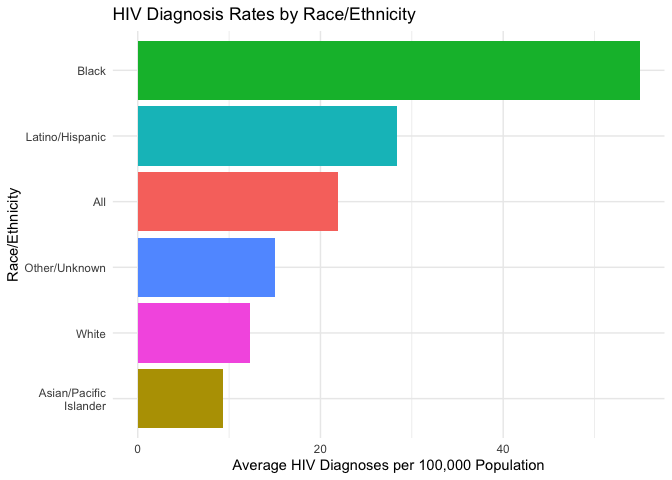 HIV Diagnosis Rates by Race/Ethnicity
Race/Ethnicity
Black
Latino/Hispanic
All
Other/Unknown
White
Asian/Pacific
Islander
0
20
40
Average HIV Diagnoses per 100,000 Population